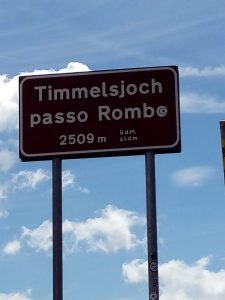 Timmelsjoch
passo Rombo
2509 m ü.d.M.
s.l.d.m.